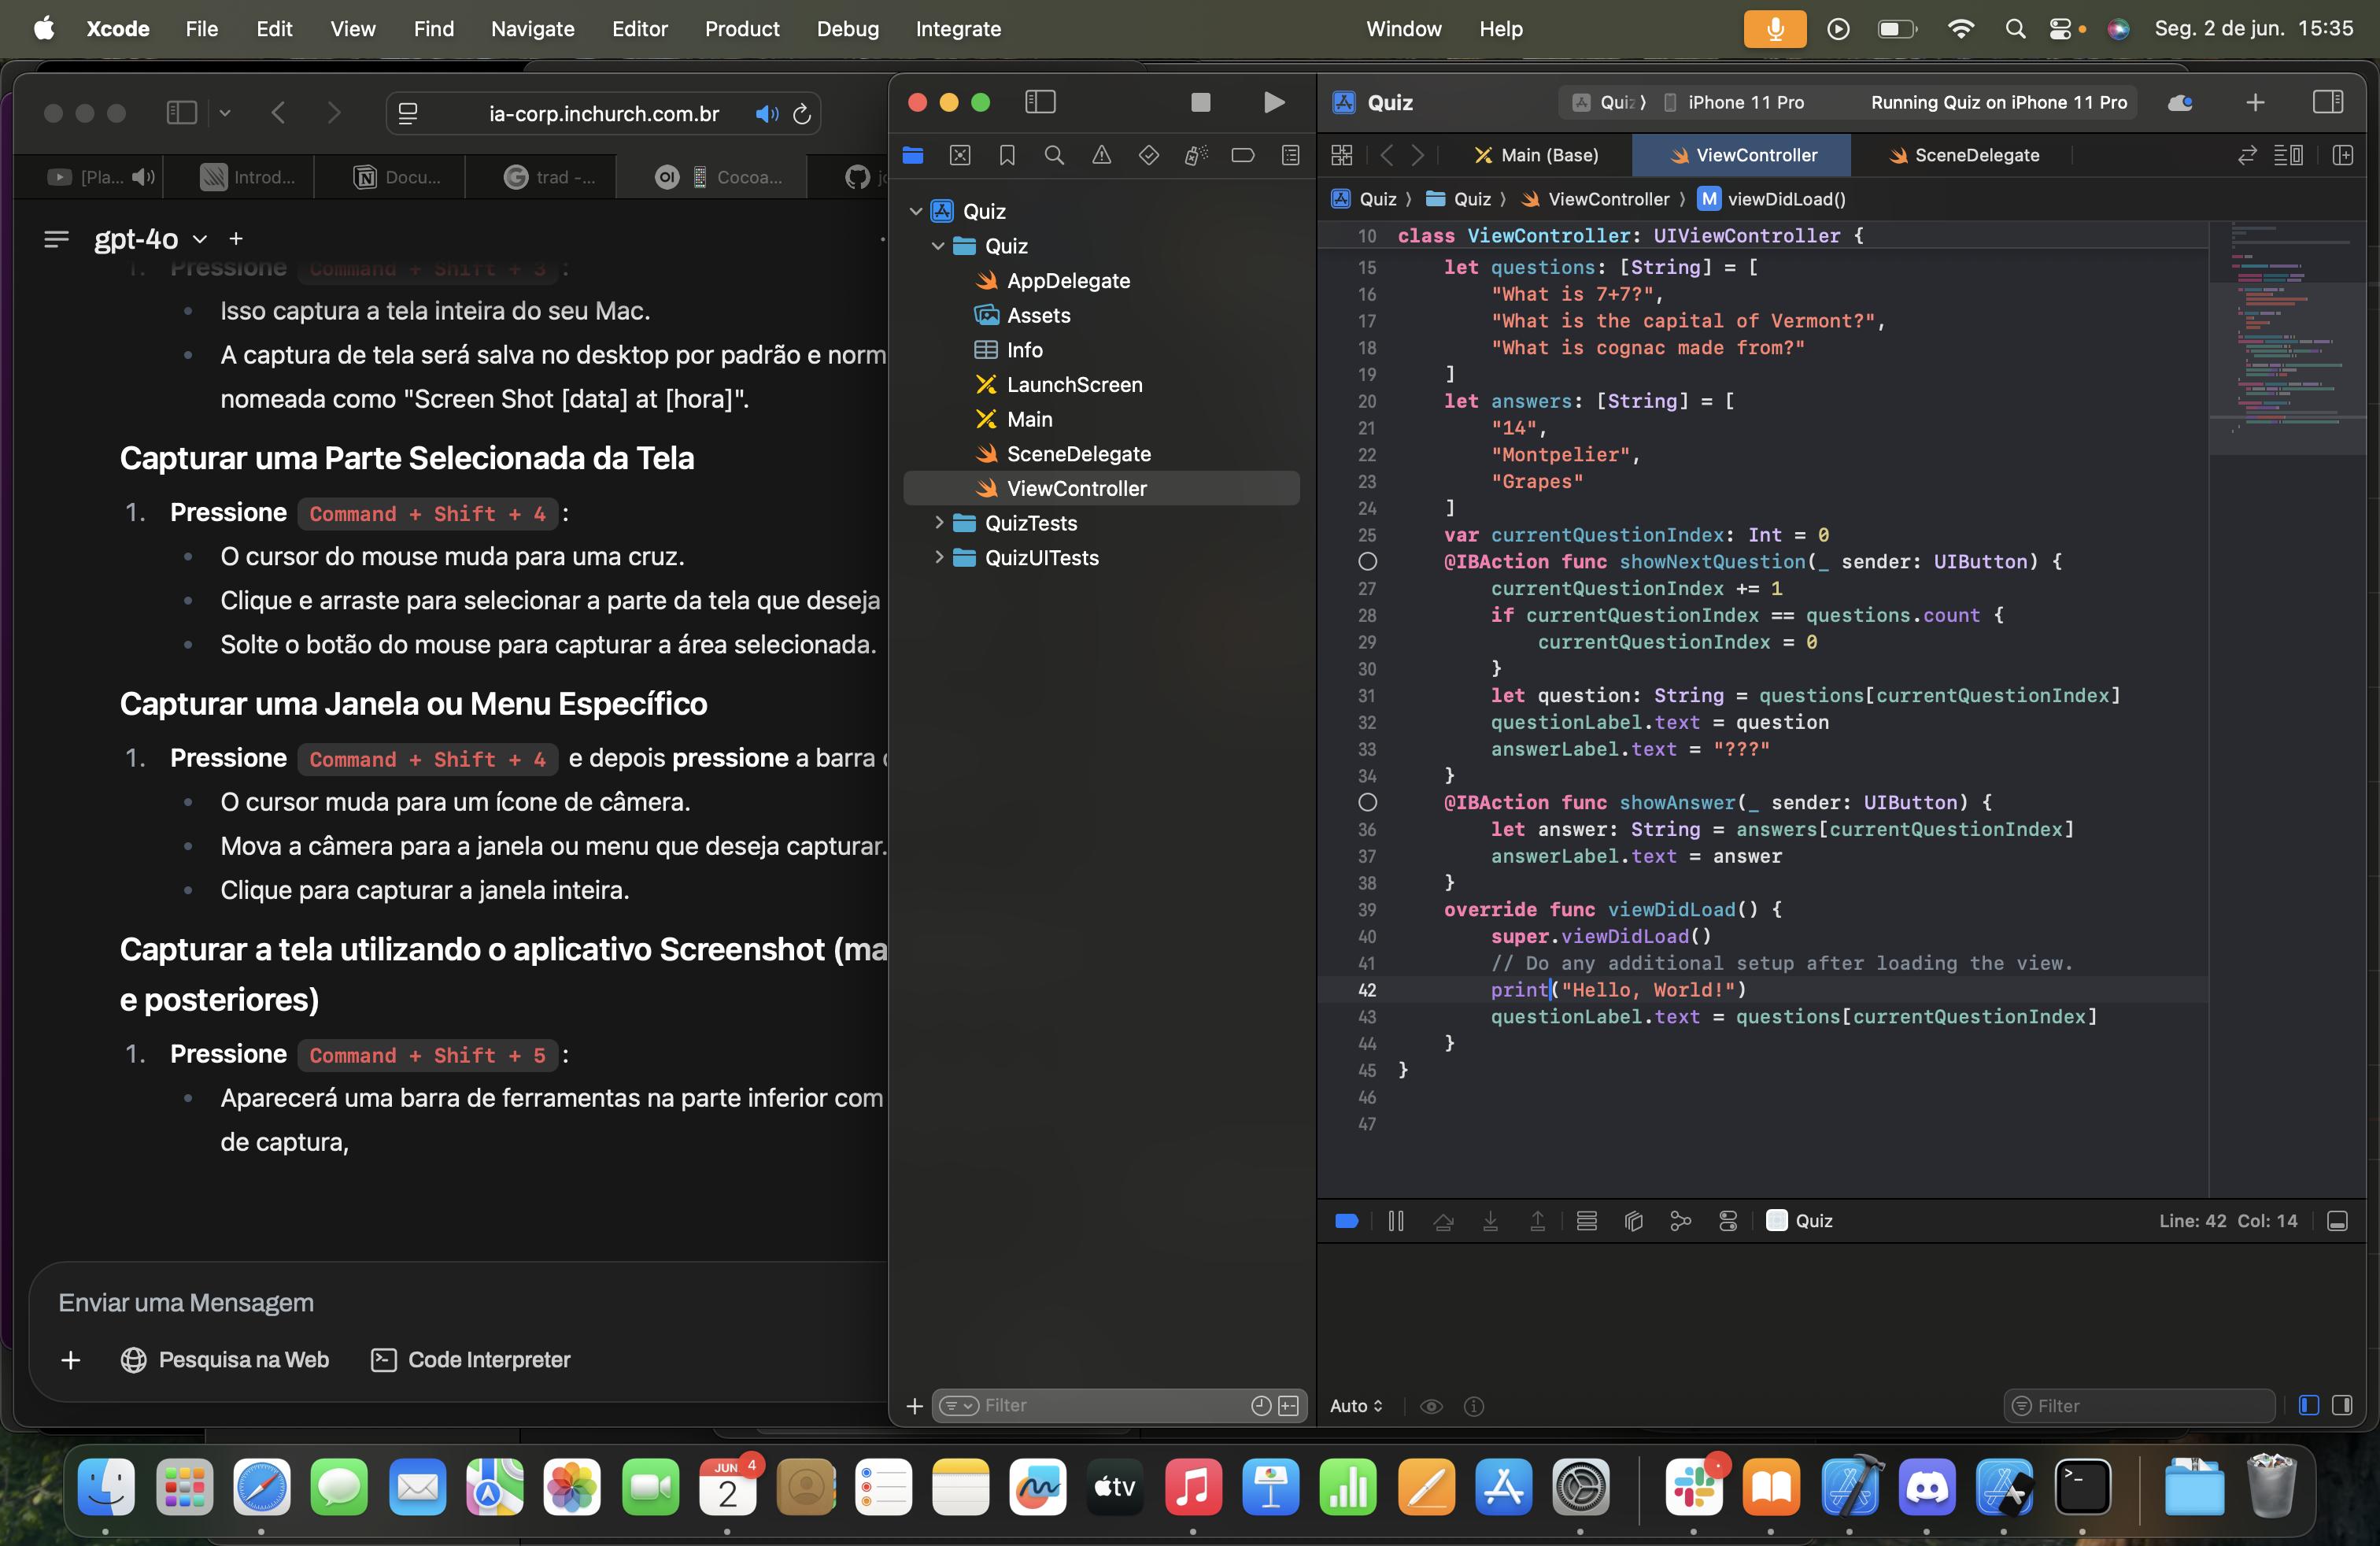 Xcode File Edit View Find Navigate Editor Product Debug Integrate Window Help Seg. 2 de jun. 15:35
ia-corp.inchurch.com.br
[Pla... Introd... Docu... trad -... Cocoa...
gpt-4o
1. Pressione Command + Shift + 3 :
Isso captura a tela inteira do seu Mac.
A captura de tela será salva no desktop por padrão e norm
nomeada como "Screen Shot [data] at [hora]".
Capturar uma Parte Selecionada da Tela
1. Pressione Command + Shift + 4 :
O cursor do mouse muda para uma cruz.
Clique e arraste para selecionar a parte da tela que deseja
Solte o botão do mouse para capturar a área selecionada.
Capturar uma Janela ou Menu Específico
1. Pressione Command + Shift + 4 e depois pressione a barra
O cursor muda para um ícone de câmera.
Mova a câmera para a janela ou menu que deseja capturar.
Clique para capturar a janela inteira.
Capturar a tela utilizando o aplicativo Screenshot (ma
e posteriores)
1. Pressione Command + Shift + 5 :
Aparecerá uma barra de ferramentas na parte inferior com
de captura,
Enviar uma Mensagem
Pesquisa na Web Code Interpreter
Quiz
Quiz
AppDelegate
Assets
Info
LaunchScreen
Main
SceneDelegate
ViewController
QuizTests
QuizUITests
Filter
Quiz Quiz iPhone 11 Pro Running Quiz on iPhone 11 Pro
Main (Base) ViewController SceneDelegate
Quiz Quiz ViewController M viewDidLoad()
10 class ViewController: UIViewController {
15 let questions: [String] = [
16 "What is 7+7?",
17 "What is the capital of Vermont?",
18 "What is cognac made from?"
19 ]
20 let answers: [String] = [
21 "14",
22 "Montpelier",
23 "Grapes"
24 ]
25 var currentQuestionIndex: Int = 0
@IBAction func showNextQuestion(_ sender: UIButton) {
27 currentQuestionIndex += 1
28 if currentQuestionIndex == questions.count {
29 currentQuestionIndex = 0
30 }
31 let question: String = questions[currentQuestionIndex]
32 questionLabel.text = question
33 answerLabel.text = "???"
34 }
@IBAction func showAnswer(_ sender: UIButton) {
36 let answer: String = answers[currentQuestionIndex]
37 answerLabel.text = answer
38 }
39 override func viewDidLoad() {
40 super.viewDidLoad()
41 // Do any additional setup after loading the view.
42 print("Hello, World!")
43 questionLabel.text = questions[currentQuestionIndex]
44 }
45 }
46
47
Quiz Line: 42 Col: 14
Auto Filter
JUN 2 4
tv